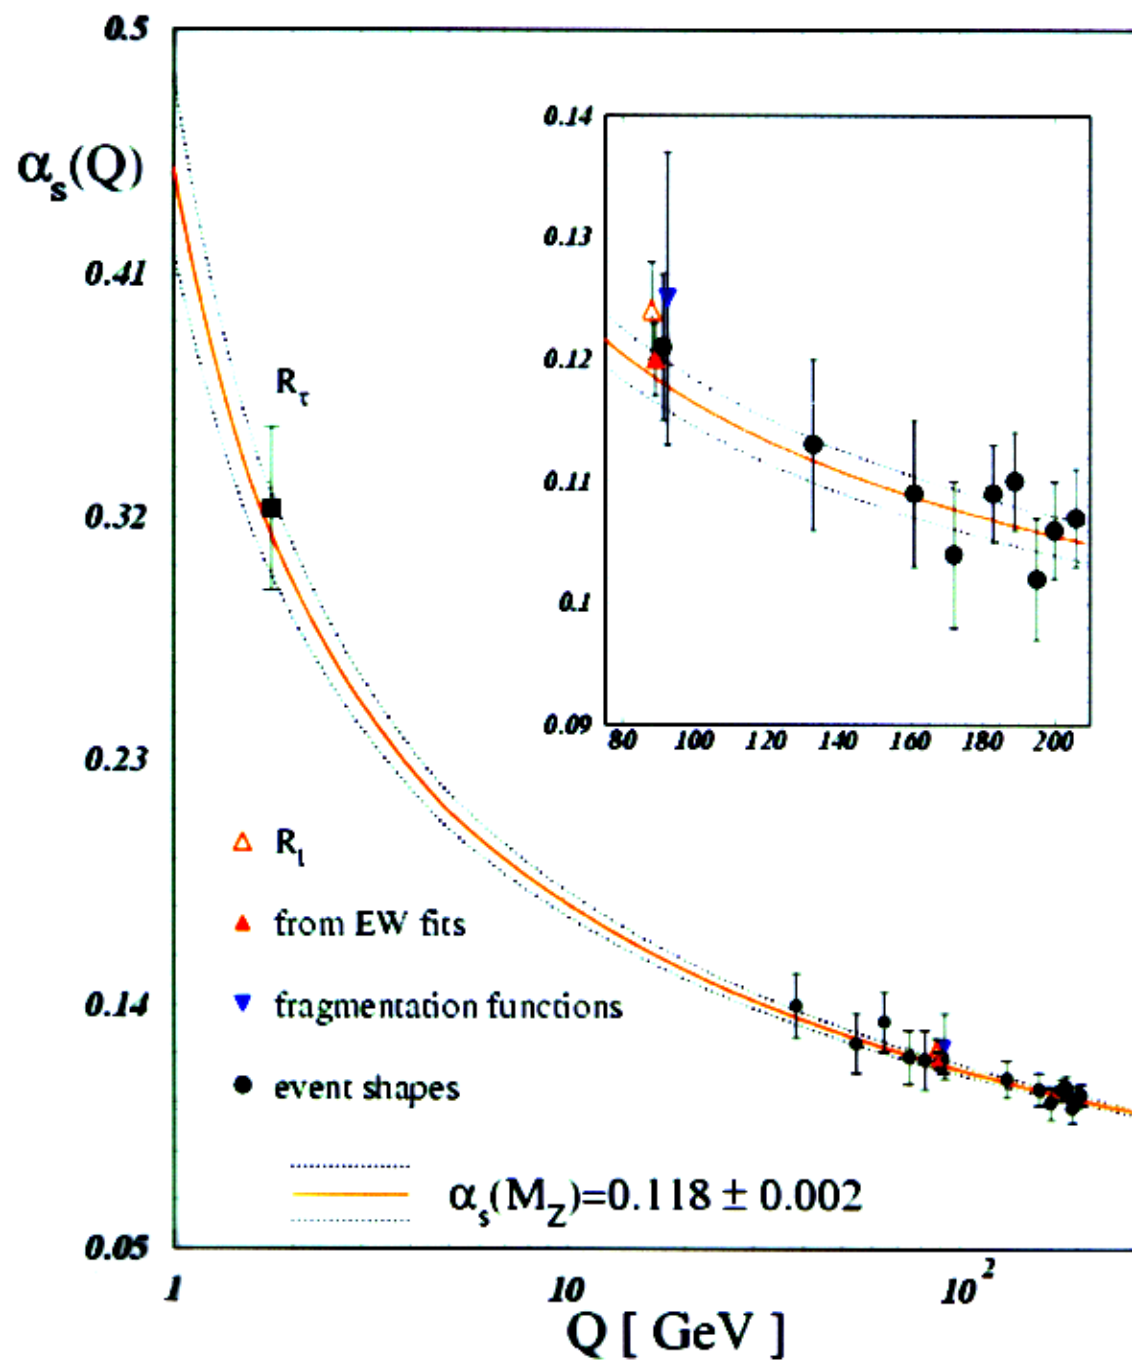 0.5
α_s(Q)
0.41
0.32
0.23
0.14
0.05
R_τ
0.14
0.13
0.12
0.11
0.1
0.09
80 100 120 140 160 180 200
R_l
from EW fits
fragmentation functions
event shapes
α_s(M_Z)=0.118 ± 0.002
1 10 10^2
Q [ GeV ]